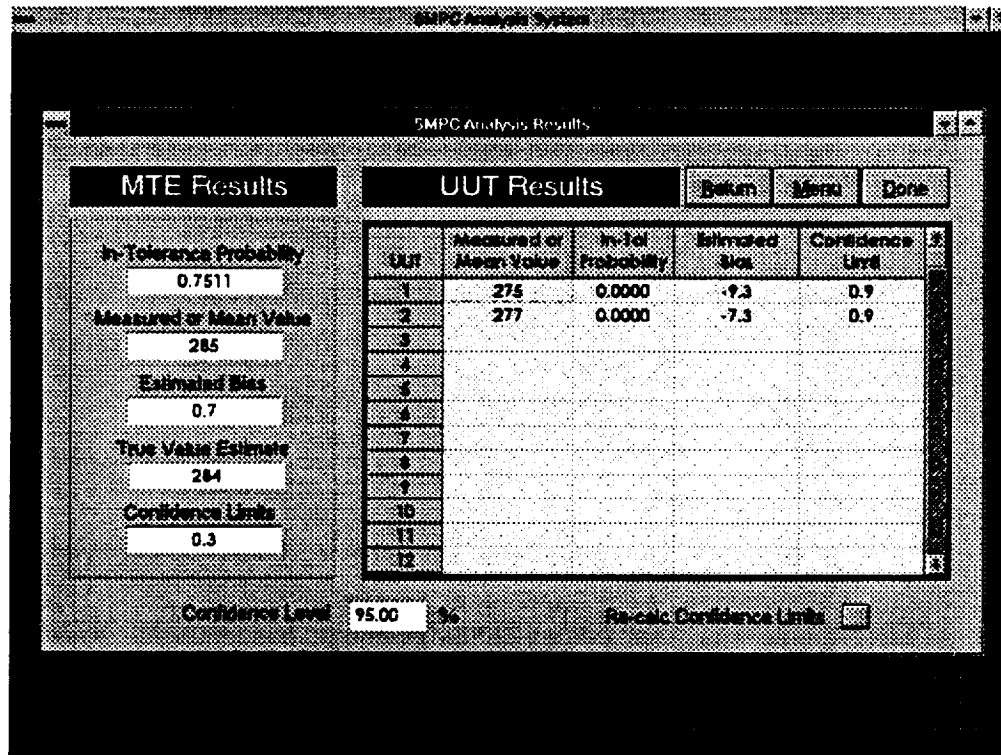 SMPC Analysis System
SMPC Analysis Results
MTE Results
UUT Results
Return Menu Done
In-Tolerance Probability
0.7511
Measured or Mean Value
285
Estimated Bias
0.7
True Value Estimate
284
Confidence Limits
0.3
UUT Measured or Mean Value In-Tol Probability Estimated Bias Confidence Limit
1 275 0.0000 -9.3 0.9
2 277 0.0000 -7.3 0.9
3
4
5
6
7
8
9
10
11
12
Confidence Level 95.00 %
Re-calc Confidence Limits